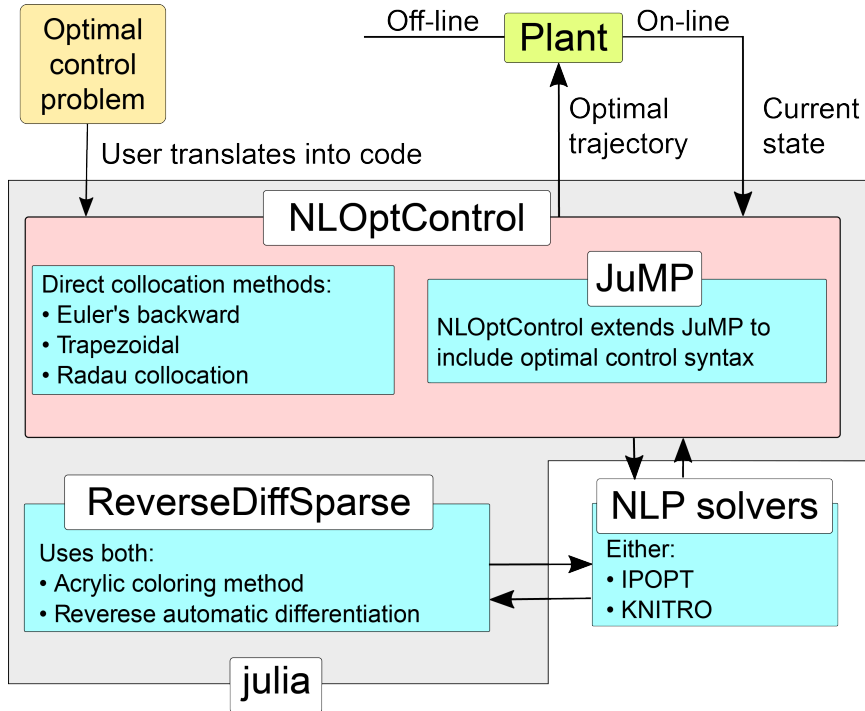 Optimal
control
problem
Off-line
Plant
On-line
Optimal
trajectory
Current
state
User translates into code
NLOptControl
Direct collocation methods:
• Euler's backward
• Trapezoidal
• Radau collocation
JuMP
NLOptControl extends JuMP to
include optimal control syntax
ReverseDiffSparse
Uses both:
• Acrylic coloring method
• Reverese automatic differentiation
NLP solvers
Either:
• IPOPT
• KNITRO
julia